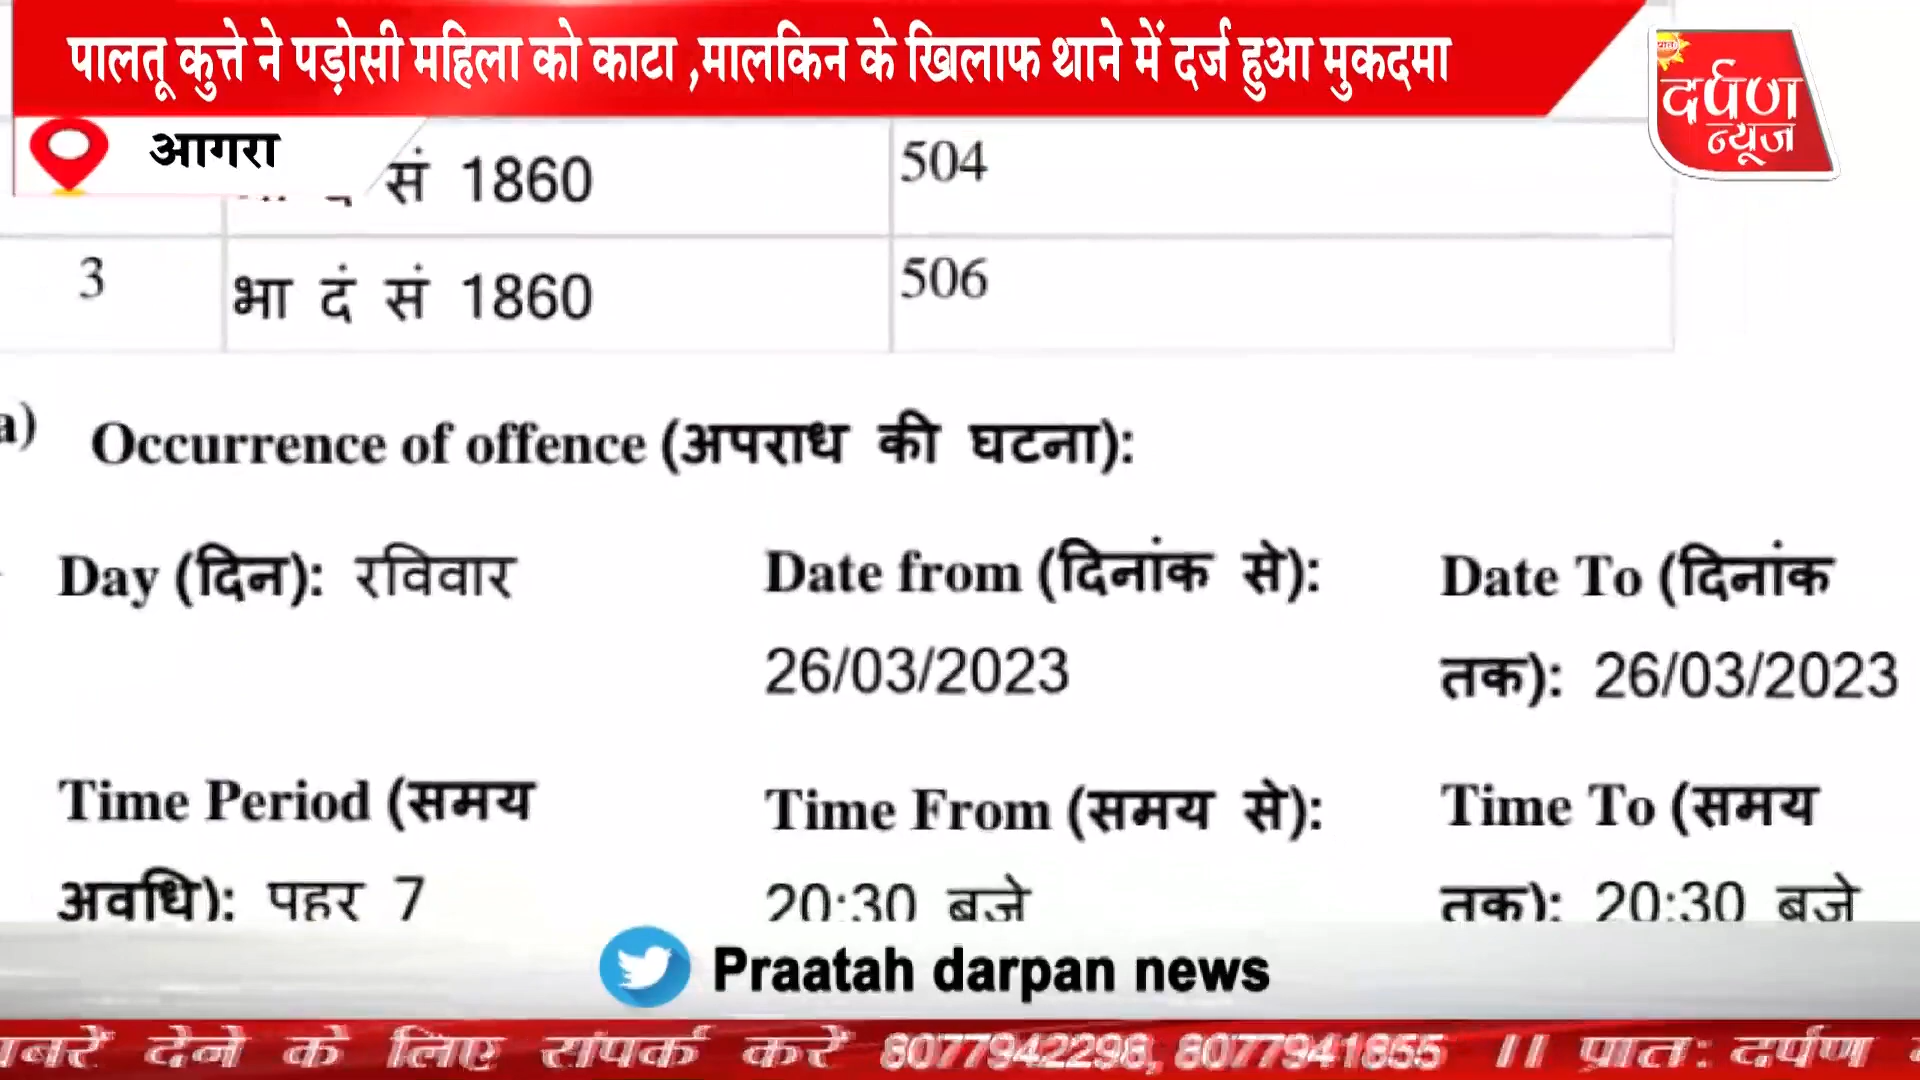 पालतू कुत्ते ने पड़ोसी महिला को काटा ,मालकिन के खिलाफ थाने में दर्ज हुआ मुकदमा
प्रातः
दर्पण
न्यूज
आगरा
सं 1860 504
3 भा दं सं 1860 506
a) Occurrence of offence (अपराध की घटना):
Day (दिन): रविवार Date from (दिनांक से): Date To (दिनांक
26/03/2023 तक): 26/03/2023
Time Period (समय Time From (समय से): Time To (समय
अवधि): पहर 7 20:30 बजे तक): 20:30 बजे
Praatah darpan news
खबरें देने के लिए संपर्क करें 8077942298, 8077941855 ।। प्रात: दर्पण